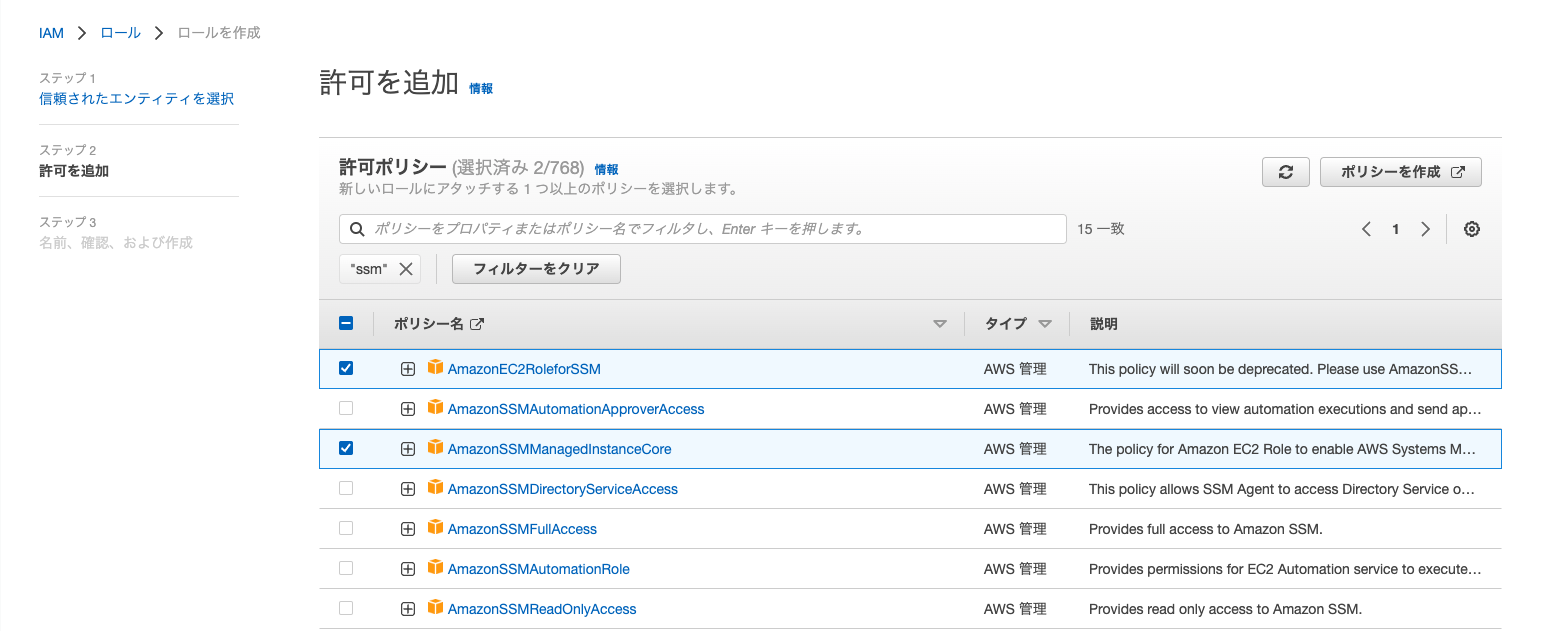 IAM ロール ロールを作成
ステップ 1
信頼されたエンティティを選択
ステップ 2
許可を追加
ステップ 3
名前、確認、および作成
許可を追加 情報
許可ポリシー (選択済み 2/768) 情報
新しいロールにアタッチする 1 つ以上のポリシーを選択します。
ポリシーを作成
ポリシーをプロパティまたはポリシー名でフィルタし、Enter キーを押します。
15 一致
1
"ssm"
フィルターをクリア
ポリシー名 タイプ 説明
AmazonEC2RoleforSSM AWS 管理 This policy will soon be deprecated. Please use AmazonSS…
AmazonSSMAutomationApproverAccess AWS 管理 Provides access to view automation executions and send ap…
AmazonSSMManagedInstanceCore AWS 管理 The policy for Amazon EC2 Role to enable AWS Systems M…
AmazonSSMDirectoryServiceAccess AWS 管理 This policy allows SSM Agent to access Directory Service o…
AmazonSSMFullAccess AWS 管理 Provides full access to Amazon SSM.
AmazonSSMAutomationRole AWS 管理 Provides permissions for EC2 Automation service to execute…
AmazonSSMReadOnlyAccess AWS 管理 Provides read only access to Amazon SSM.